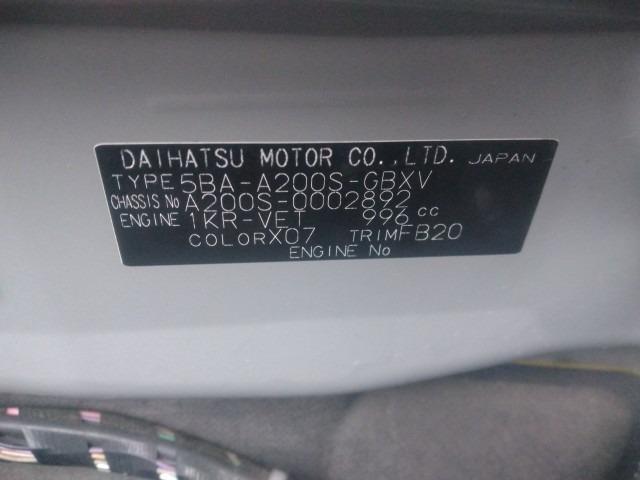 DAIHATSU MOTOR CO.,LTD. JAPAN
TYPE 5BA-A200S-GBXV
CHASSIS No A200S-0002892
ENGINE 1KR-VET 996 cc
COLOR X07 TRIM FB20
ENGINE No